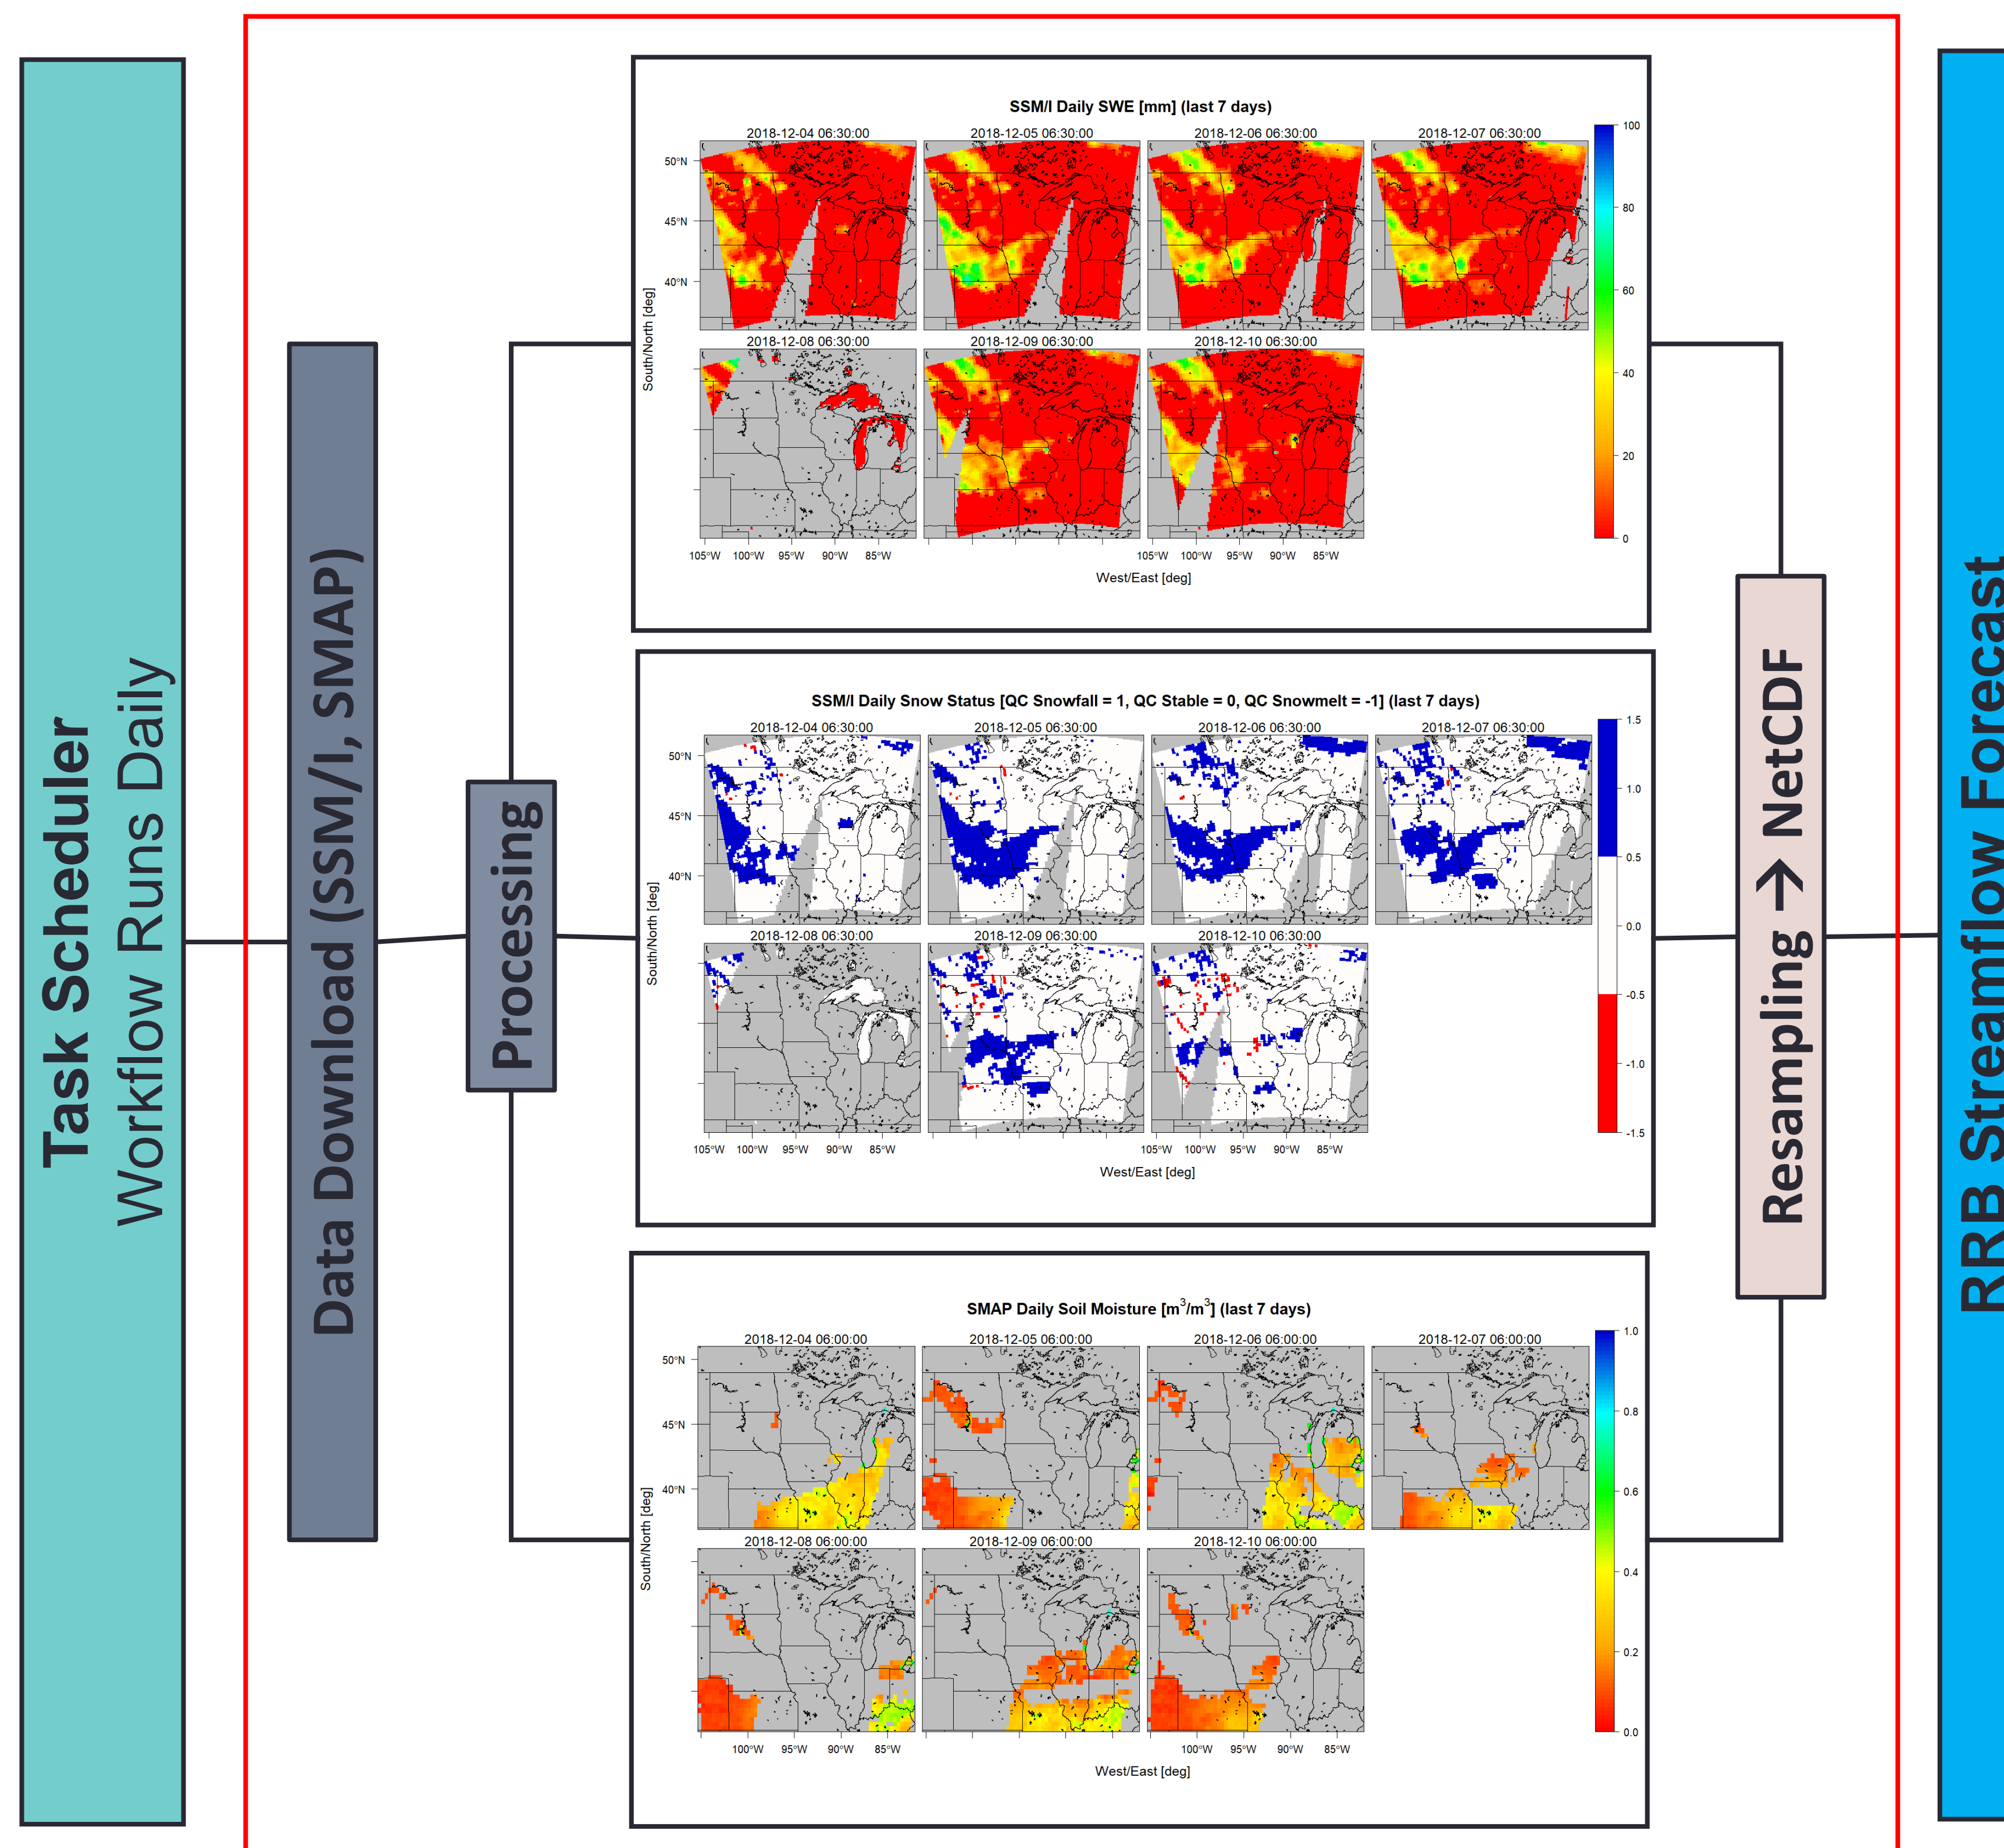 Task Scheduler
Workflow Runs Daily
Data Download (SSM/I, SMAP)
Processing
SSM/I Daily SWE [mm] (last 7 days)
2018-12-04 06:30:00
2018-12-05 06:30:00
2018-12-06 06:30:00
2018-12-07 06:30:00
50°N
45°N
40°N
South/North [deg]
2018-12-08 06:30:00
2018-12-09 06:30:00
2018-12-10 06:30:00
105°W 100°W 95°W 90°W 85°W
105°W 100°W 95°W 90°W 85°W
West/East [deg]
100
80
60
40
20
0
SSM/I Daily Snow Status [QC Snowfall = 1, QC Stable = 0, QC Snowmelt = -1] (last 7 days)
2018-12-04 06:30:00
2018-12-05 06:30:00
2018-12-06 06:30:00
2018-12-07 06:30:00
50°N
45°N
40°N
South/North [deg]
2018-12-08 06:30:00
2018-12-09 06:30:00
2018-12-10 06:30:00
105°W 100°W 95°W 90°W 85°W
105°W 100°W 95°W 90°W 85°W
West/East [deg]
1.5
1.0
0.5
0.0
-0.5
-1.0
-1.5
SMAP Daily Soil Moisture [m³/m³] (last 7 days)
2018-12-04 06:00:00
2018-12-05 06:00:00
2018-12-06 06:00:00
2018-12-07 06:00:00
50°N
45°N
40°N
South/North [deg]
2018-12-08 06:00:00
2018-12-09 06:00:00
2018-12-10 06:00:00
100°W 95°W 90°W 85°W
100°W 95°W 90°W 85°W
West/East [deg]
1.0
0.8
0.6
0.4
0.2
0.0
Resampling → NetCDF
RRB Streamflow Forecast